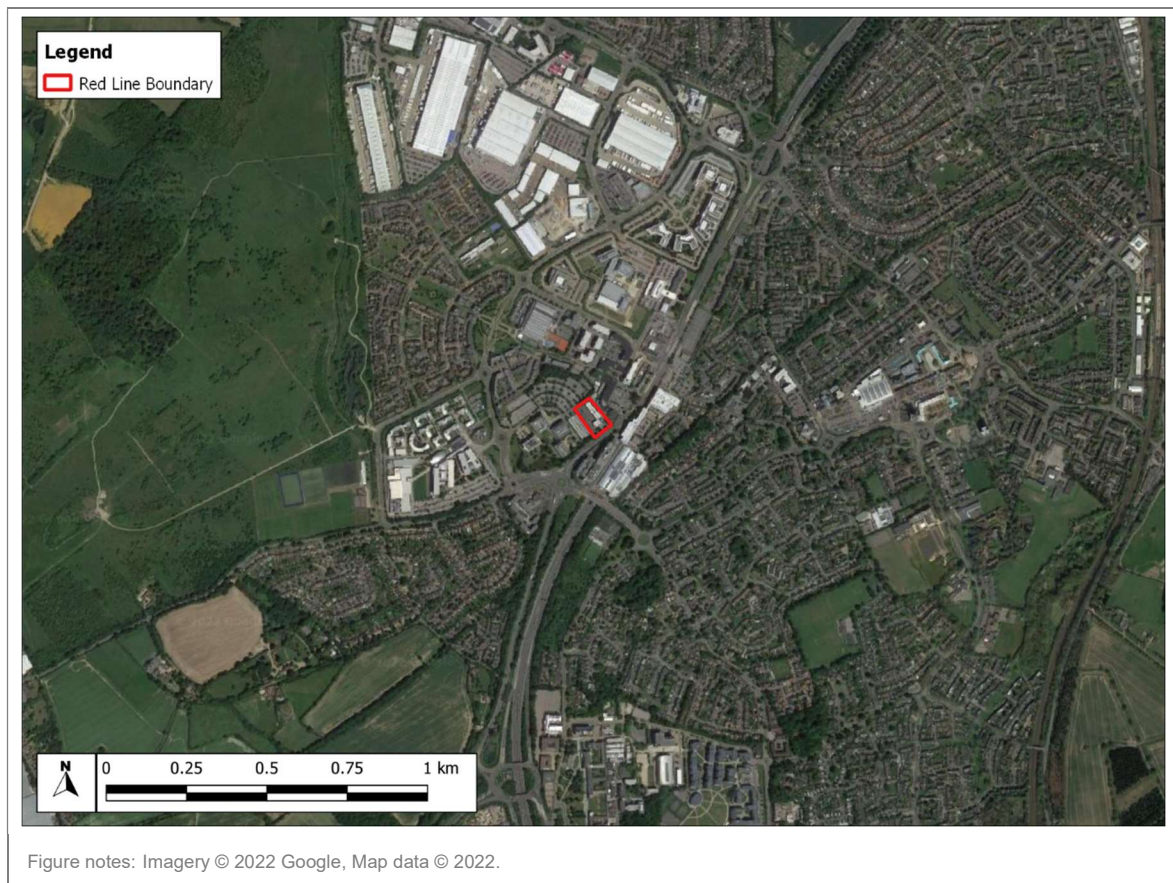 Legend
Red Line Boundary
N
0 0.25 0.5 0.75 1 km
Figure notes: Imagery © 2022 Google, Map data © 2022.